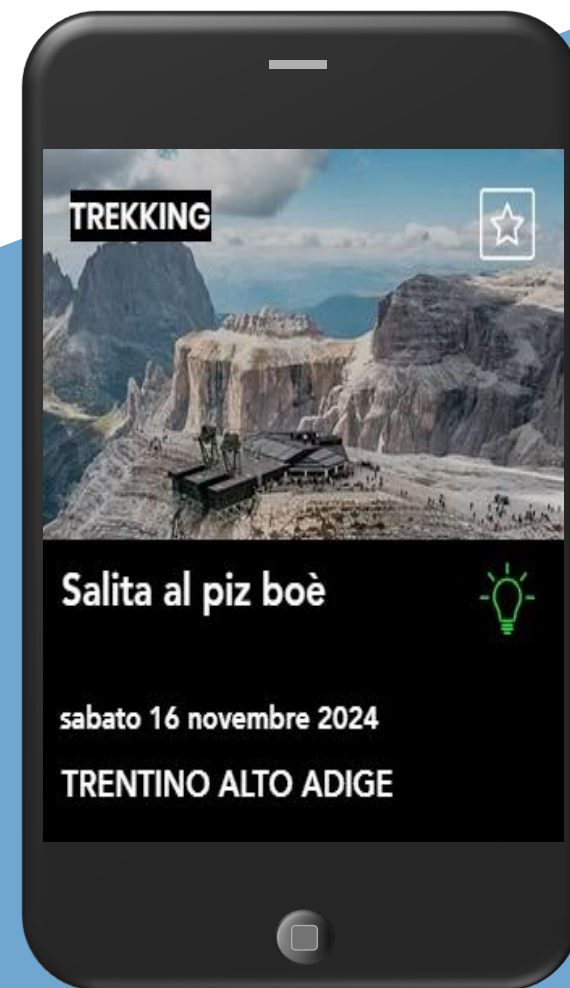 TREKKING
Salita al piz boè
sabato 16 novembre 2024
TRENTINO ALTO ADIGE